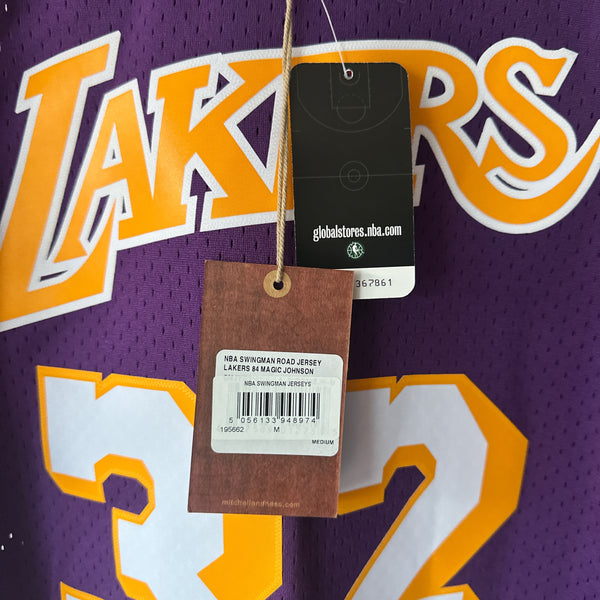 LAKERS
globalstores.nba.com
367861
NBA SWINGMAN ROAD JERSEY
LAKERS 84 MAGIC JOHNSON
NBA SWINGMAN JERSEYS
5 056133 948974
195662 M
MEDIUM
mitchellandness.com
32